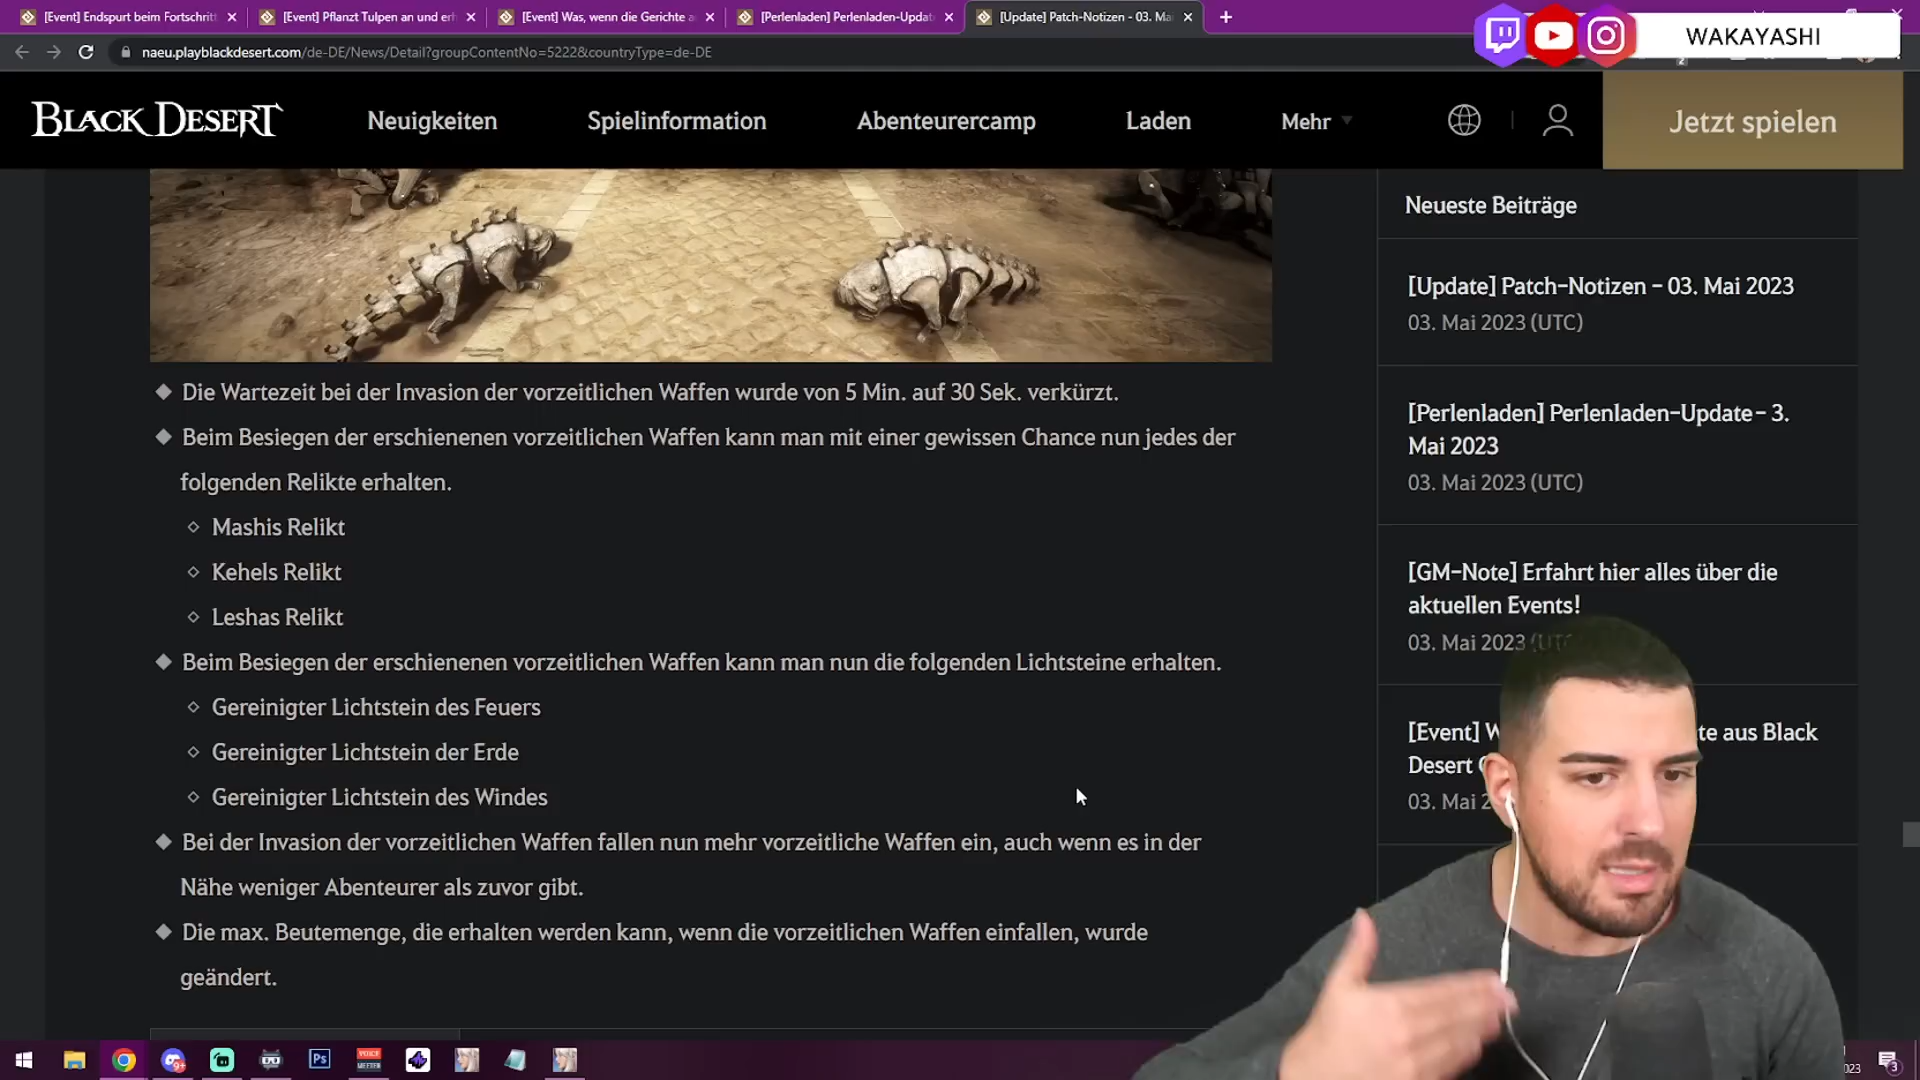 [Event] Endspurt beim Fortschritt
[Event] Pflanzt Tulpen an und erh
[Event] Was, wenn die Gerichte a
[Perlenladen] Perlenladen-Updat
[Update] Patch-Notizen - 03. Ma
naeu.playblackdesert.com/de-DE/News/Detail?groupContentNo=5222&countryType=de-DE
WAKAYASHI
BLACK DESERT
Neuigkeiten
Spielinformation
Abenteurercamp
Laden
Mehr
Jetzt spielen
◆ Die Wartezeit bei der Invasion der vorzeitlichen Waffen wurde von 5 Min. auf 30 Sek. verkürzt.
◆ Beim Besiegen der erschienenen vorzeitlichen Waffen kann man mit einer gewissen Chance nun jedes der
folgenden Relikte erhalten.
◇ Mashis Relikt
◇ Kehels Relikt
◇ Leshas Relikt
◆ Beim Besiegen der erschienenen vorzeitlichen Waffen kann man nun die folgenden Lichtsteine erhalten.
◇ Gereinigter Lichtstein des Feuers
◇ Gereinigter Lichtstein der Erde
◇ Gereinigter Lichtstein des Windes
◆ Bei der Invasion der vorzeitlichen Waffen fallen nun mehr vorzeitliche Waffen ein, auch wenn es in der
Nähe weniger Abenteurer als zuvor gibt.
◆ Die max. Beutemenge, die erhalten werden kann, wenn die vorzeitlichen Waffen einfallen, wurde
geändert.
Neueste Beiträge
[Update] Patch-Notizen - 03. Mai 2023
03. Mai 2023 (UTC)
[Perlenladen] Perlenladen-Update - 3.
Mai 2023
03. Mai 2023 (UTC)
[GM-Note] Erfahrt hier alles über die
aktuellen Events!
03. Mai 2023 (UTC)
[Event] W te aus Black
Desert
03. Mai 2
Ps
VOICE
9+
023
3